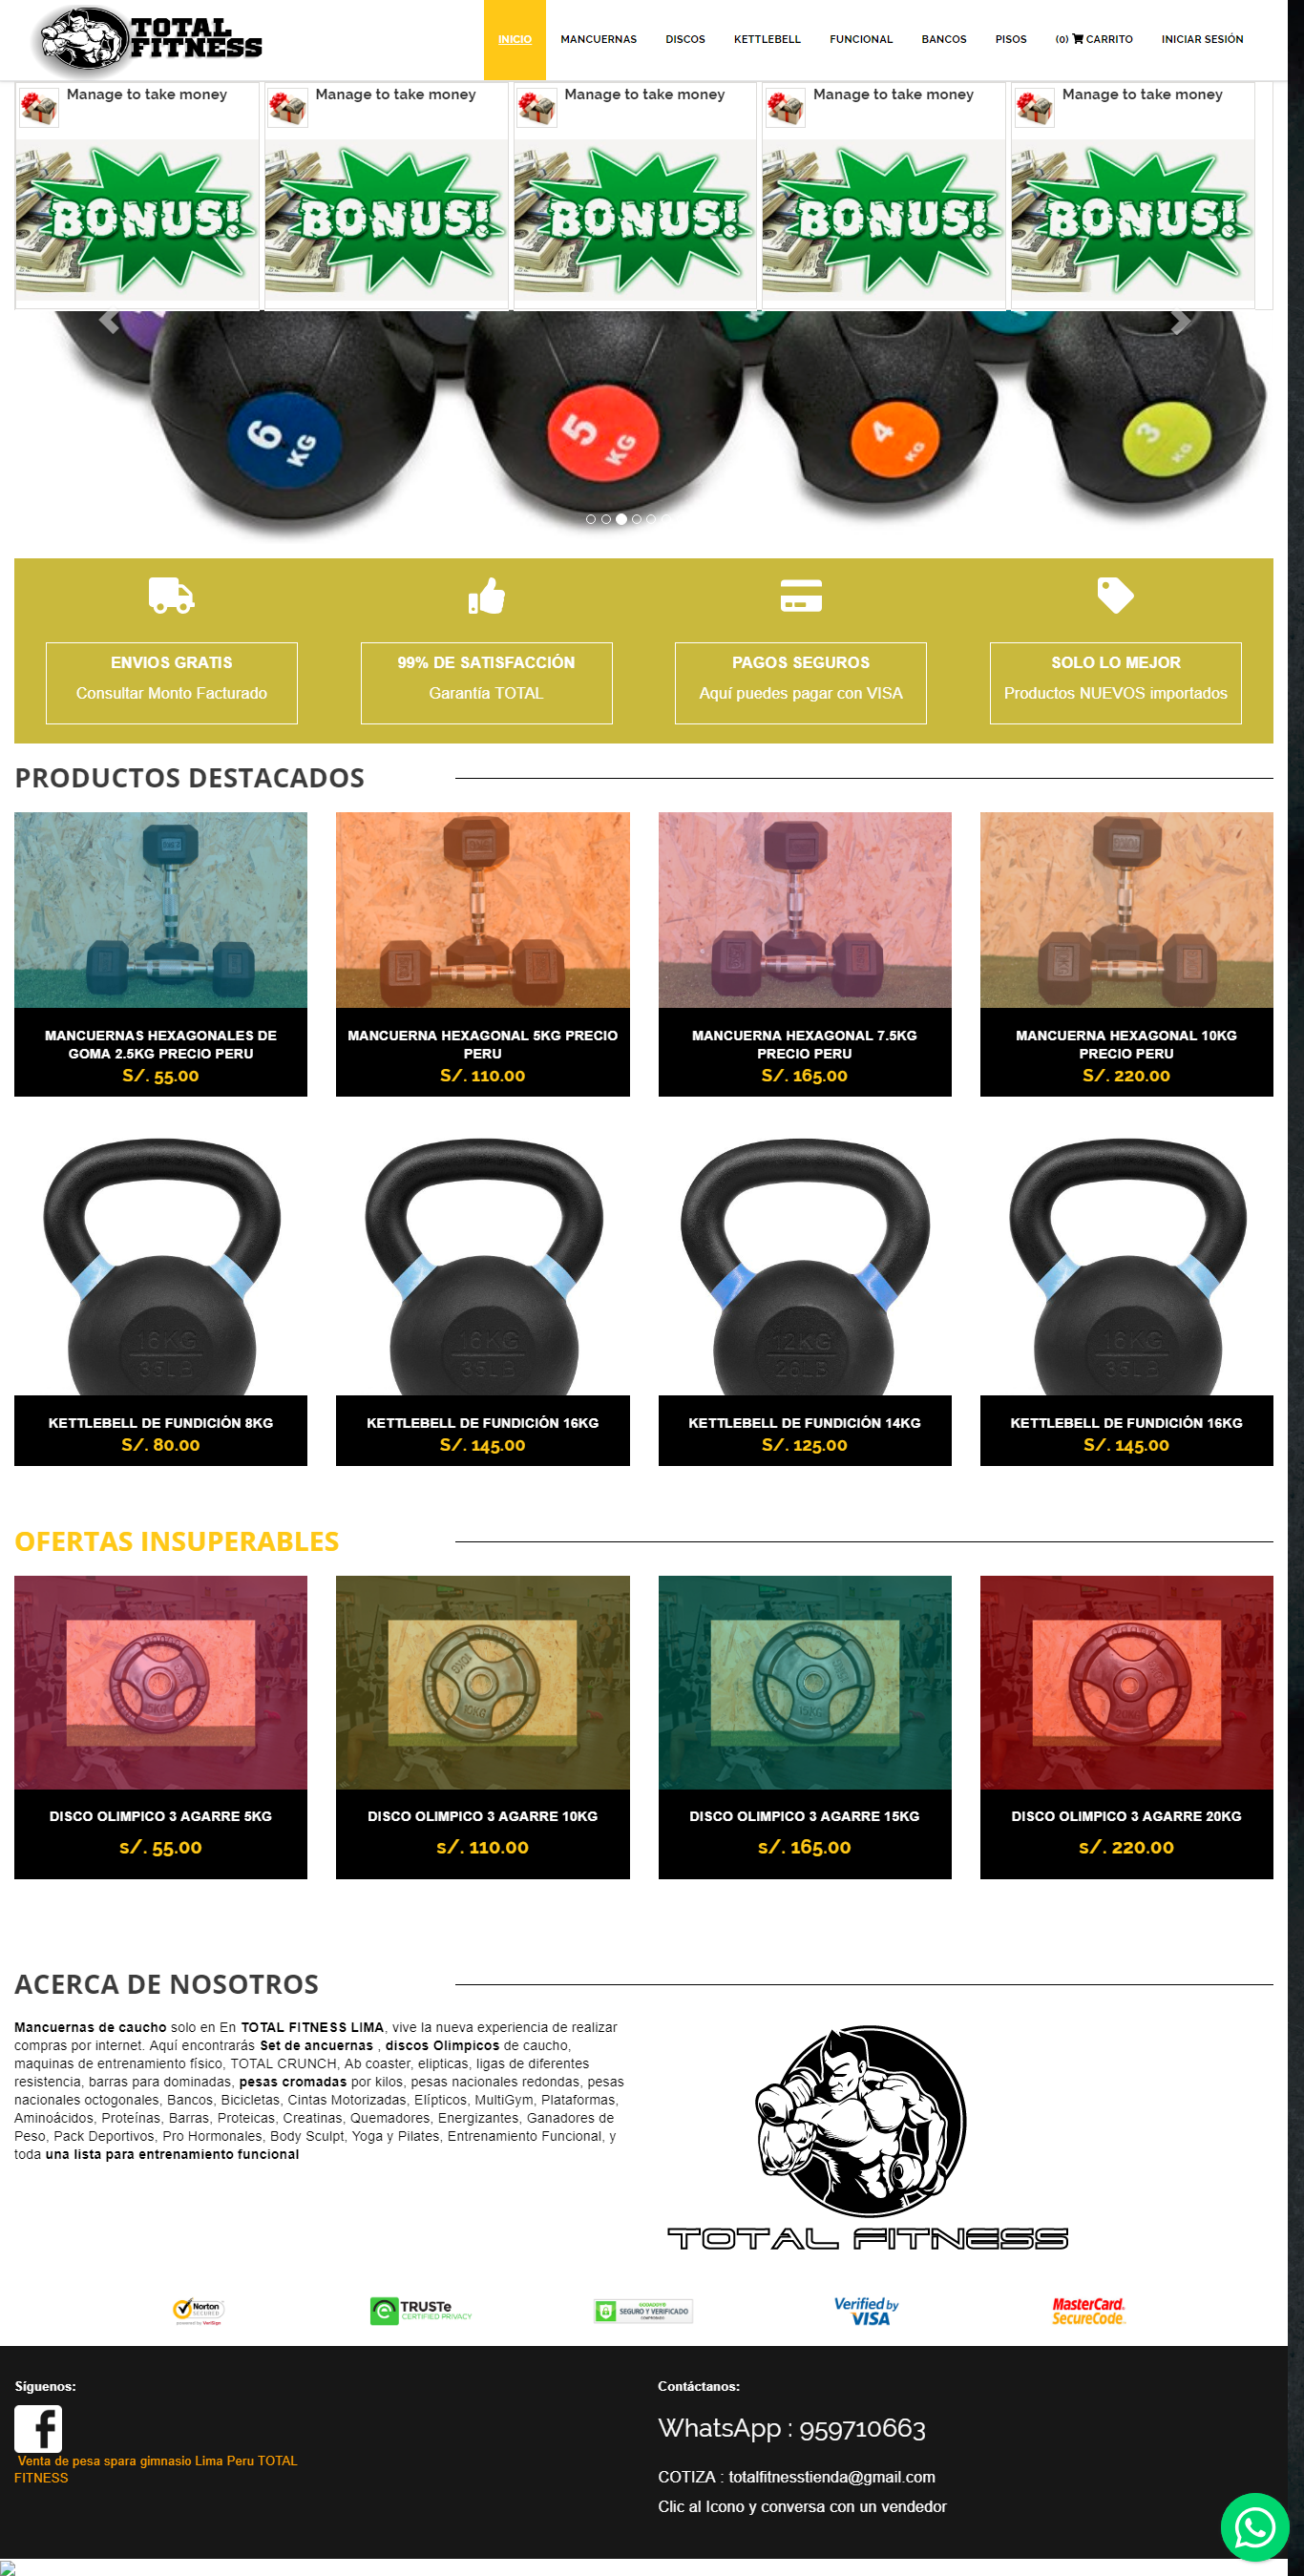 TOTAL
FITNESS
INICIO
MANCUERNAS
DISCOS
KETTLEBELL
FUNCIONAL
BANCOS
PISOS
(0) CARRITO
INICIAR SESIÓN
Manage to take money
Manage to take money
Manage to take money
Manage to take money
Manage to take money
BONUS!
BONUS!
BONUS!
BONUS!
BONUS!
6 KG
5 KG
4 KG
3 KG
ENVIOS GRATIS
Consultar Monto Facturado
99% DE SATISFACCIÓN
Garantía TOTAL
PAGOS SEGUROS
Aquí puedes pagar con VISA
SOLO LO MEJOR
Productos NUEVOS importados
PRODUCTOS DESTACADOS
MANCUERNAS HEXAGONALES DE
GOMA 2.5KG PRECIO PERU
S/. 55.00
MANCUERNA HEXAGONAL 5KG PRECIO
PERU
S/. 110.00
MANCUERNA HEXAGONAL 7.5KG
PRECIO PERU
S/. 165.00
MANCUERNA HEXAGONAL 10KG
PRECIO PERU
S/. 220.00
16KG
35LB
16KG
35LB
12KG
26LB
16KG
35LB
KETTLEBELL DE FUNDICIÓN 8KG
S/. 80.00
KETTLEBELL DE FUNDICIÓN 16KG
S/. 145.00
KETTLEBELL DE FUNDICIÓN 14KG
S/. 125.00
KETTLEBELL DE FUNDICIÓN 16KG
S/. 145.00
OFERTAS INSUPERABLES
DISCO OLIMPICO 3 AGARRE 5KG
s/. 55.00
DISCO OLIMPICO 3 AGARRE 10KG
s/. 110.00
DISCO OLIMPICO 3 AGARRE 15KG
s/. 165.00
DISCO OLIMPICO 3 AGARRE 20KG
s/. 220.00
ACERCA DE NOSOTROS
Mancuernas de caucho solo en En TOTAL FITNESS LIMA, vive la nueva experiencia de realizar
compras por internet. Aquí encontrarás Set de ancuernas , discos Olimpicos de caucho,
maquinas de entrenamiento físico, TOTAL CRUNCH, Ab coaster, elipticas, ligas de diferentes
resistencia, barras para dominadas, pesas cromadas por kilos, pesas nacionales redondas, pesas
nacionales octogonales, Bancos, Bicicletas, Cintas Motorizadas, Elípticos, MultiGym, Plataformas,
Aminoácidos, Proteínas, Barras, Proteicas, Creatinas, Quemadores, Energizantes, Ganadores de
Peso, Pack Deportivos, Pro Hormonales, Body Sculpt, Yoga y Pilates, Entrenamiento Funcional, y
toda una lista para entrenamiento funcional
TOTAL FITNESS
Norton
SECURED
powered by VeriSign
TRUSTe
CERTIFIED PRIVACY
SEGURO Y VERIFICADO
Verified by
VISA
MasterCard.
SecureCode.
Síguenos:
Venta de pesa spara gimnasio Lima Peru TOTAL
FITNESS
Contáctanos:
WhatsApp : 959710663
COTIZA : totalfitnesstienda@gmail.com
Clic al Icono y conversa con un vendedor